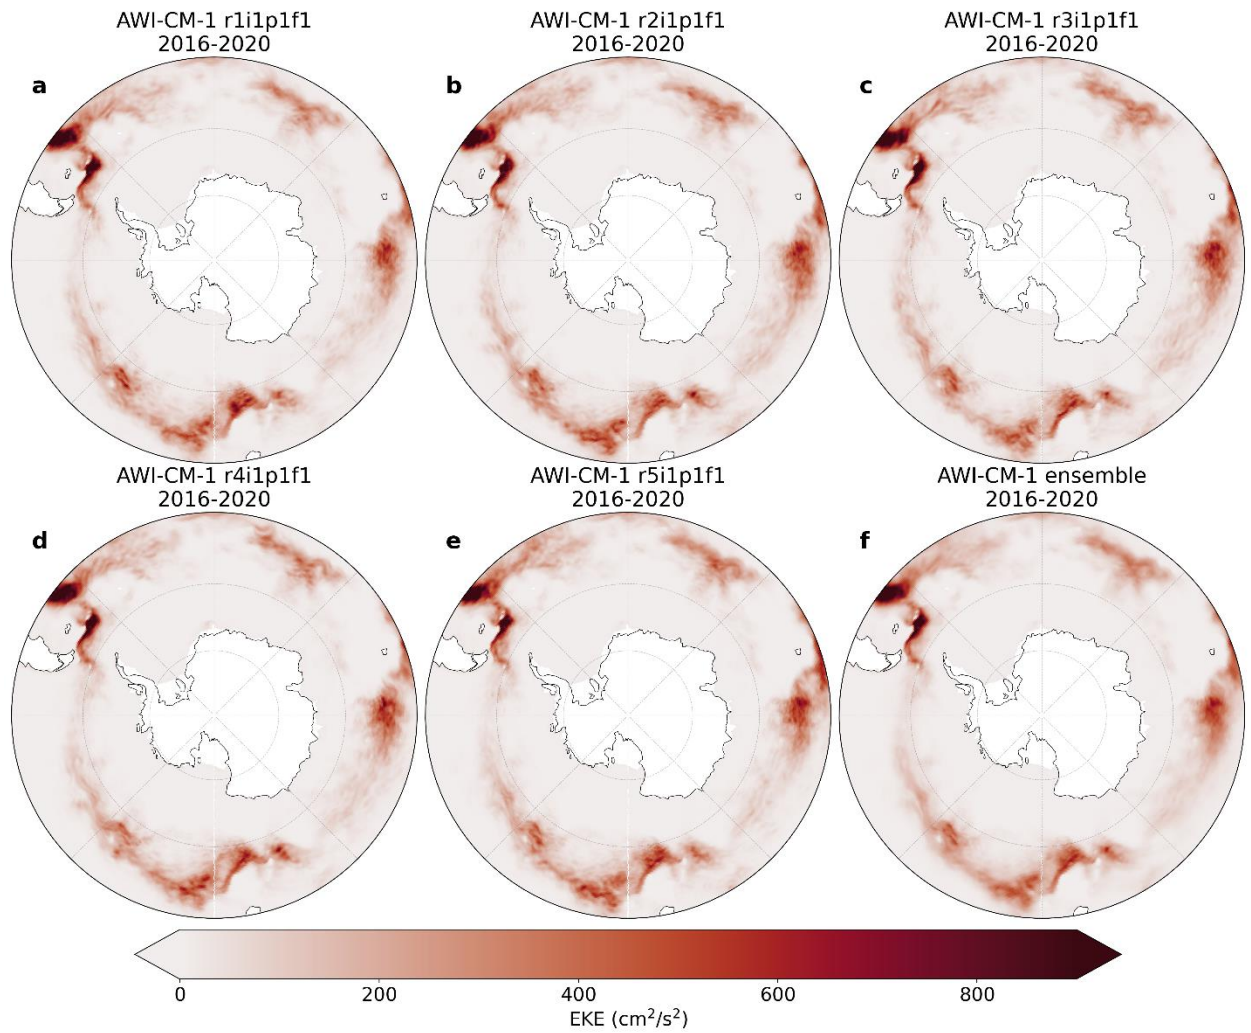 AWI-CM-1 r1i1p1f1
2016-2020
AWI-CM-1 r2i1p1f1
2016-2020
AWI-CM-1 r3i1p1f1
2016-2020
a
b
c
AWI-CM-1 r4i1p1f1
2016-2020
AWI-CM-1 r5i1p1f1
2016-2020
AWI-CM-1 ensemble
2016-2020
d
e
f
0 200 400 600 800
EKE (cm²/s²)